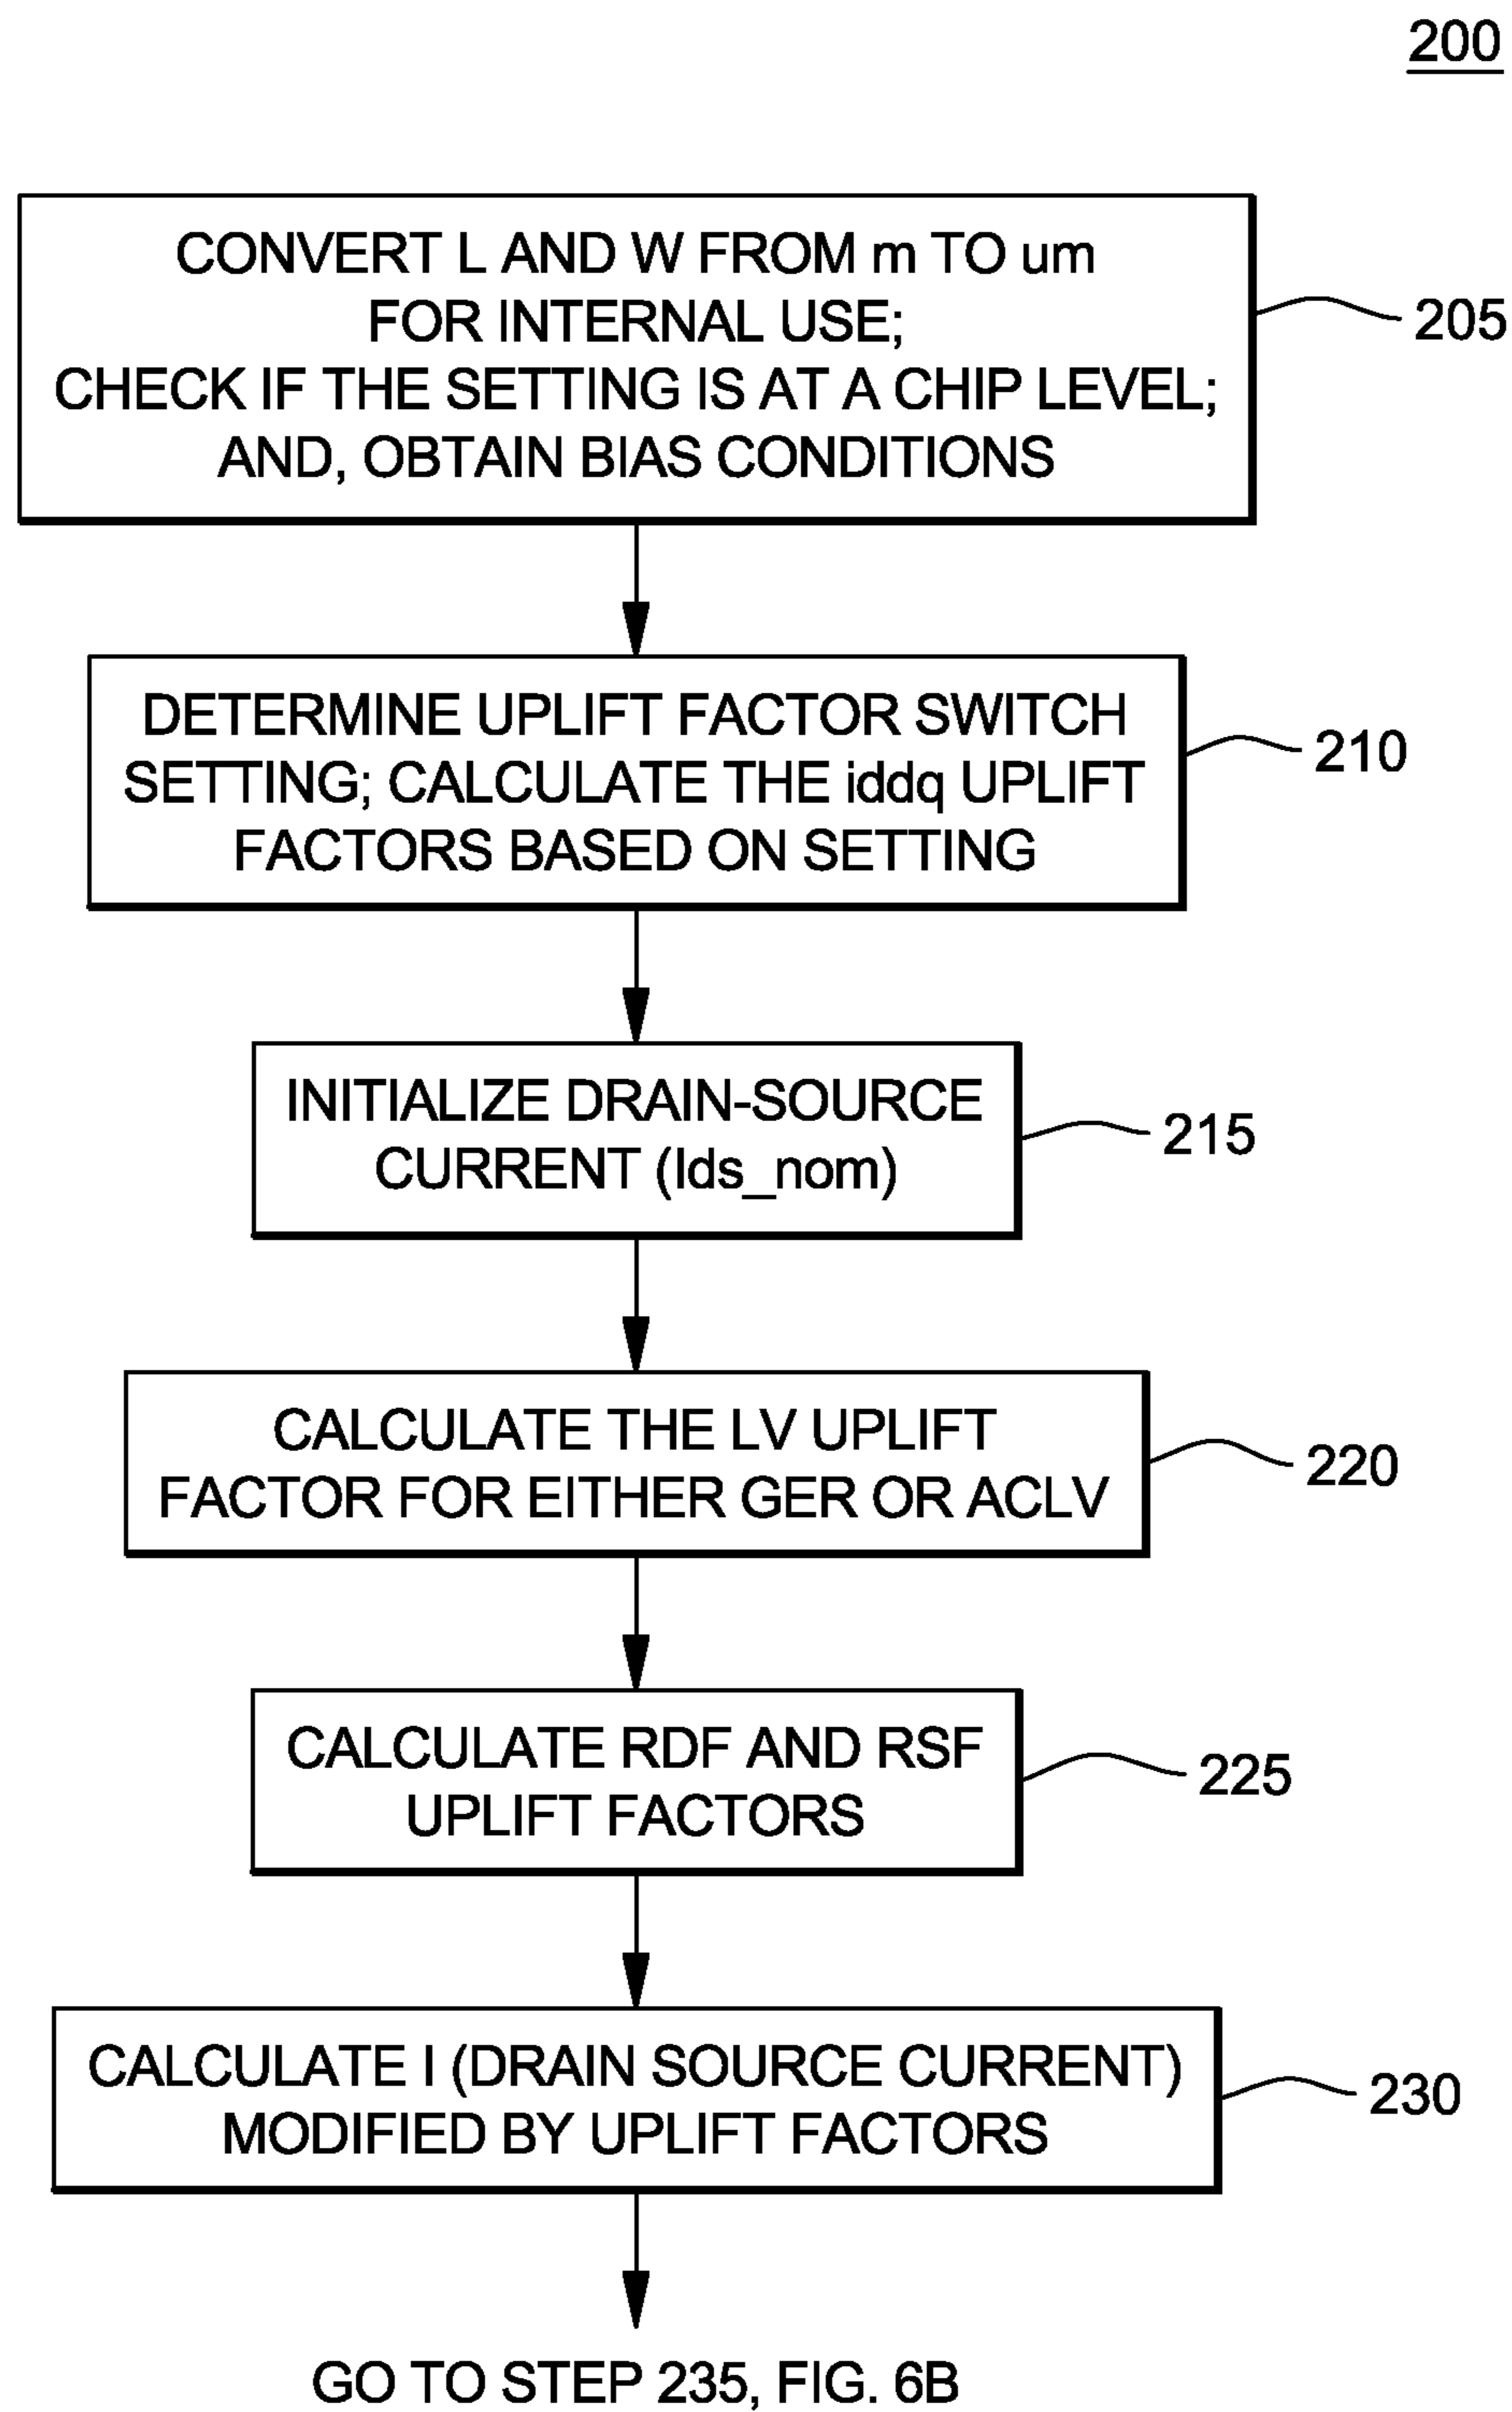 200
CONVERT L AND W FROM m TO um
FOR INTERNAL USE;
CHECK IF THE SETTING IS AT A CHIP LEVEL;
AND, OBTAIN BIAS CONDITIONS
205
DETERMINE UPLIFT FACTOR SWITCH
SETTING; CALCULATE THE iddq UPLIFT
FACTORS BASED ON SETTING
210
INITIALIZE DRAIN-SOURCE
CURRENT (Ids_nom)
215
CALCULATE THE LV UPLIFT
FACTOR FOR EITHER GER OR ACLV
220
CALCULATE RDF AND RSF
UPLIFT FACTORS
225
CALCULATE I (DRAIN SOURCE CURRENT)
MODIFIED BY UPLIFT FACTORS
230
GO TO STEP 235, FIG. 6B